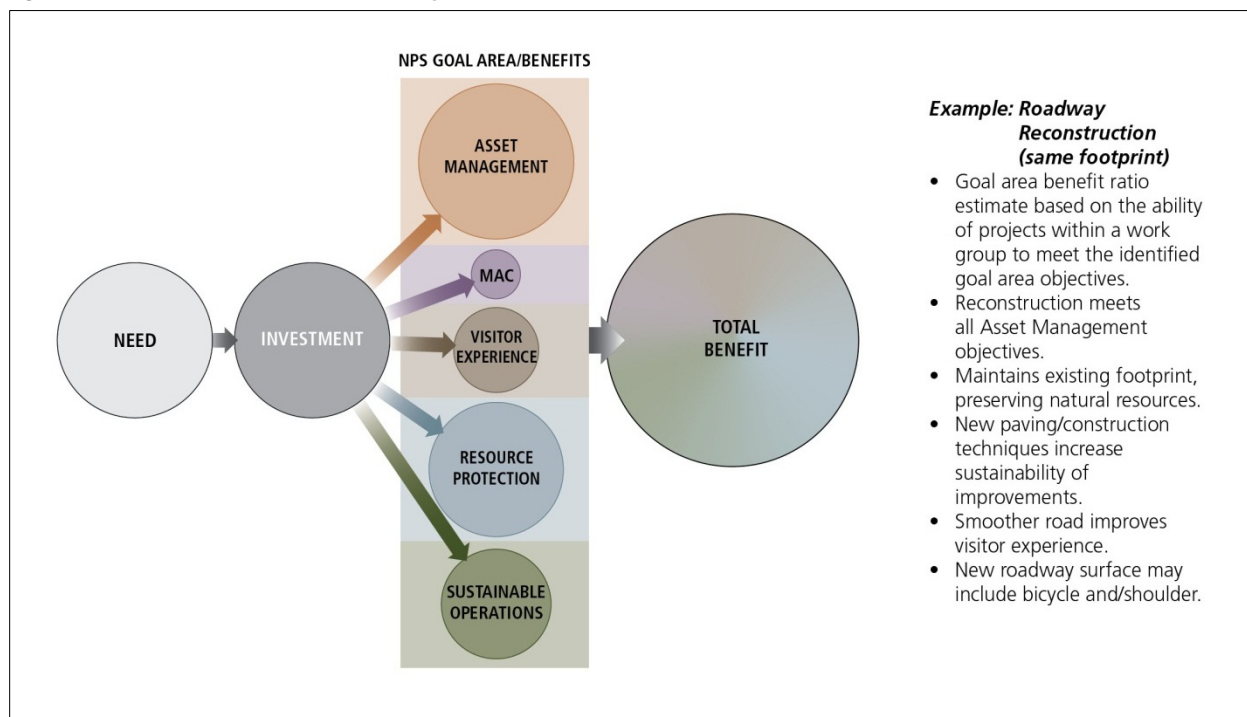 NPS GOAL AREA/BENEFITS
ASSET
MANAGEMENT
MAC
NEED
INVESTMENT
VISITOR
EXPERIENCE
TOTAL
BENEFIT
RESOURCE
PROTECTION
SUSTAINABLE
OPERATIONS
Example: Roadway
Reconstruction
(same footprint)
• Goal area benefit ratio
estimate based on the ability
of projects within a work
group to meet the identified
goal area objectives.
• Reconstruction meets
all Asset Management
objectives.
• Maintains existing footprint,
preserving natural resources.
• New paving/construction
techniques increase
sustainability of
improvements.
• Smoother road improves
visitor experience.
• New roadway surface may
include bicycle and/shoulder.